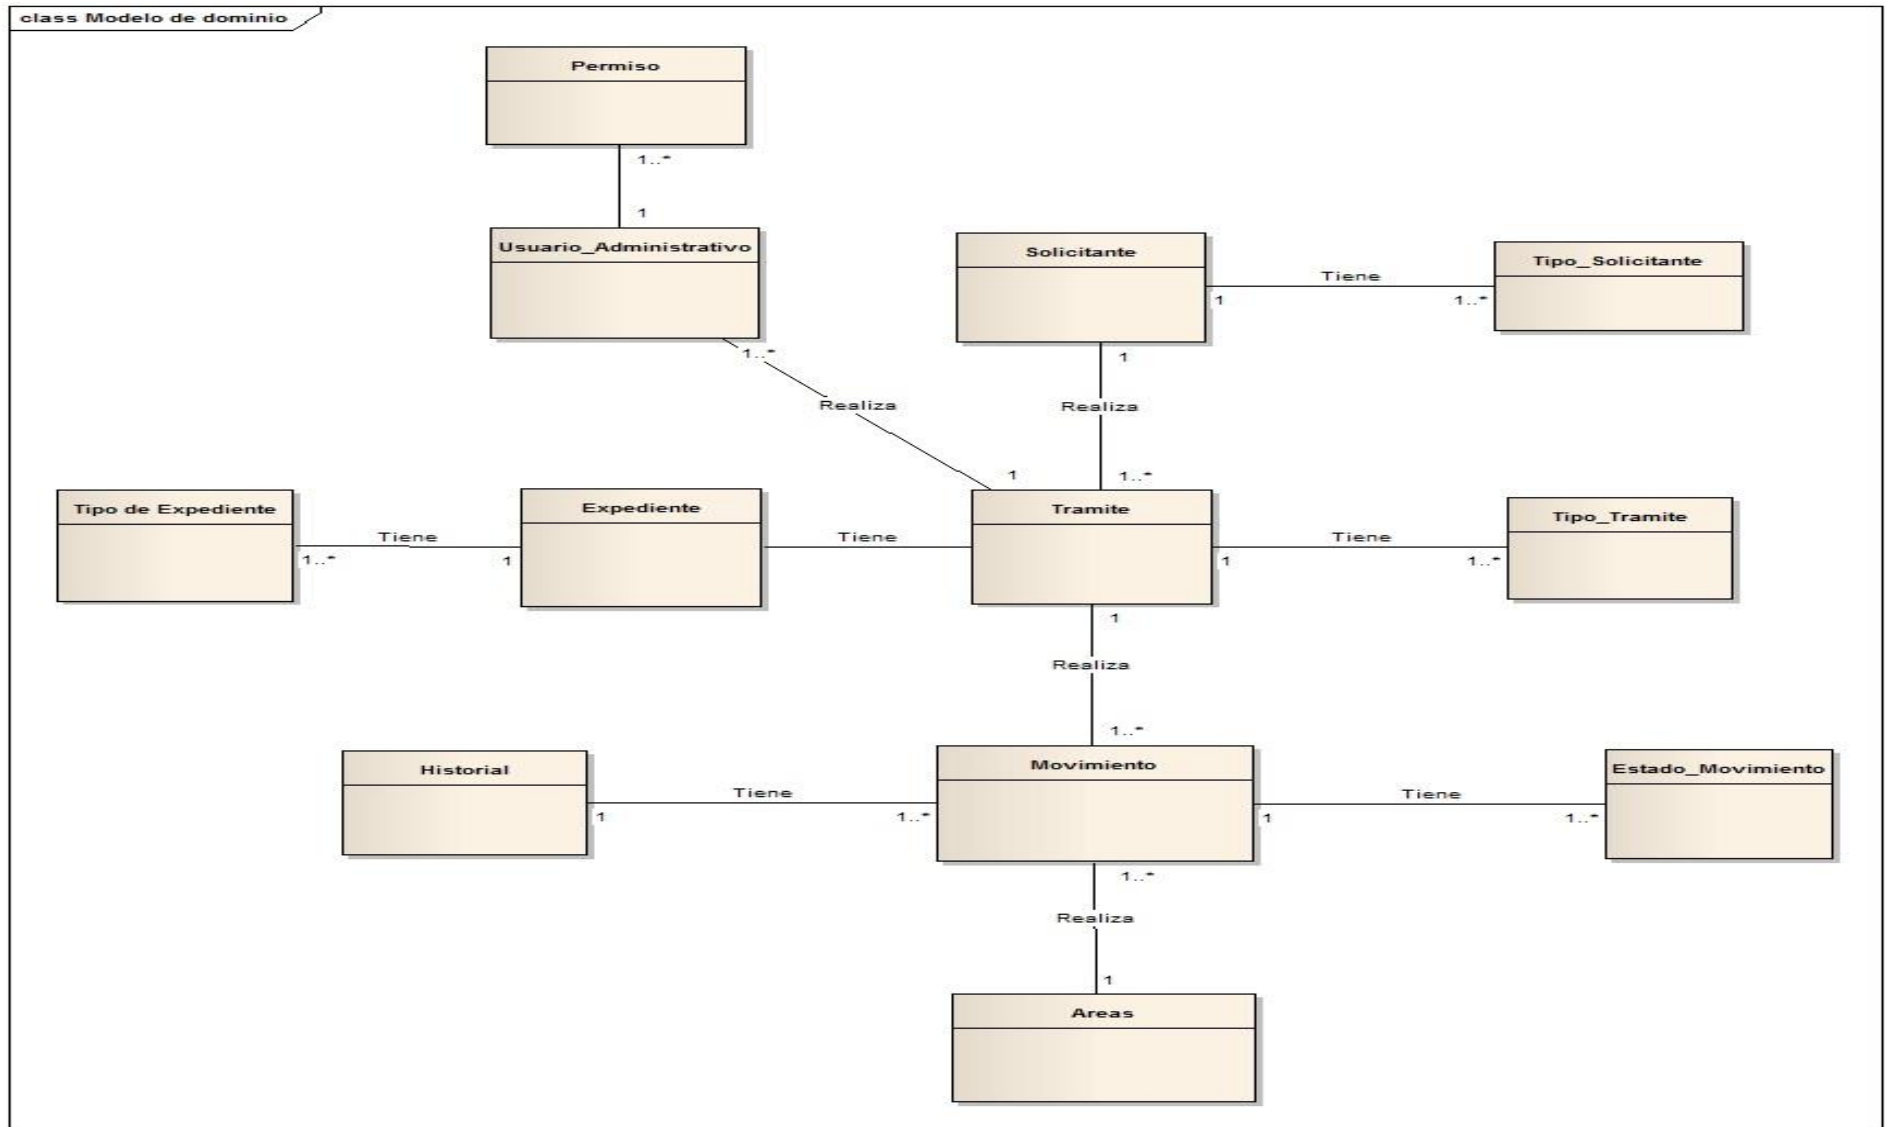 class Modelo de dominio
Permiso
1..*
1
Usuario_Administrativo
Solicitante
Tipo_Solicitante
Tiene
1
1..*
1..*
1
Realiza
Realiza
1
1..*
Tipo de Expediente
Expediente
Tramite
Tipo_Tramite
Tiene
Tiene
Tiene
1..*
1
1
1..*
1
Realiza
1..*
Historial
Movimiento
Estado_Movimiento
Tiene
Tiene
1
1..*
1
1..*
1..*
Realiza
1
Areas